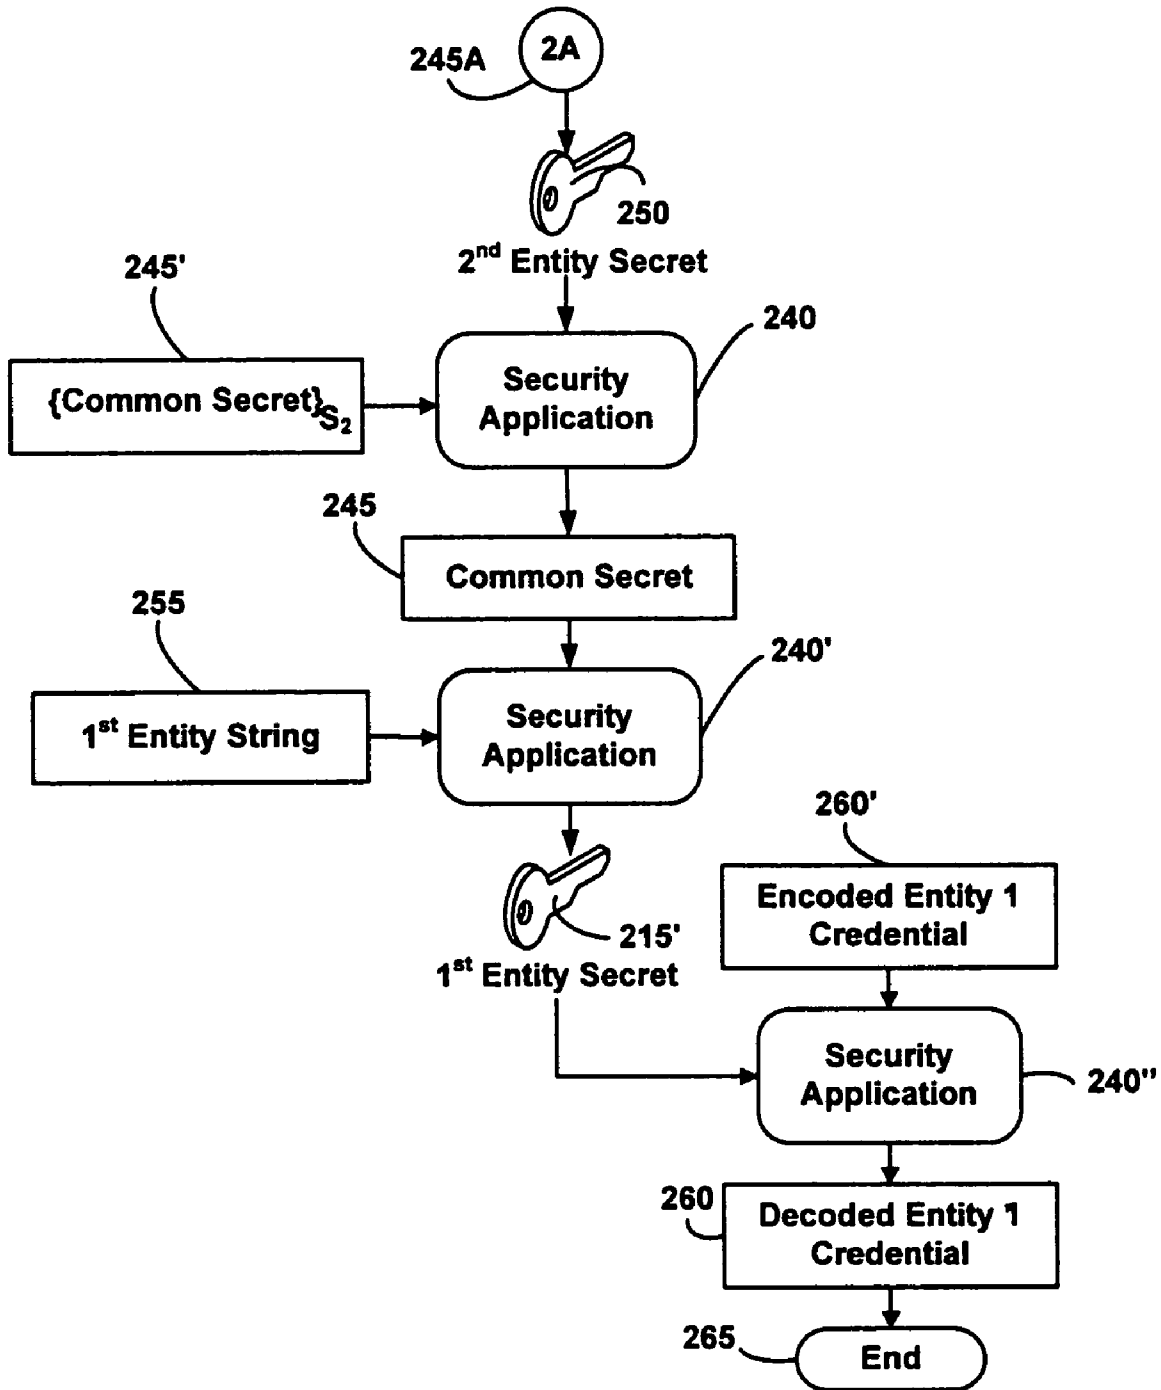 2A
245A
250
2nd Entity Secret
245'
240
{Common Secret}S2
Security
Application
245
Common Secret
255
240'
1st Entity String
Security
Application
260'
Encoded Entity 1
Credential
215'
1st Entity Secret
Security
Application
240"
260
Decoded Entity 1
Credential
265
End